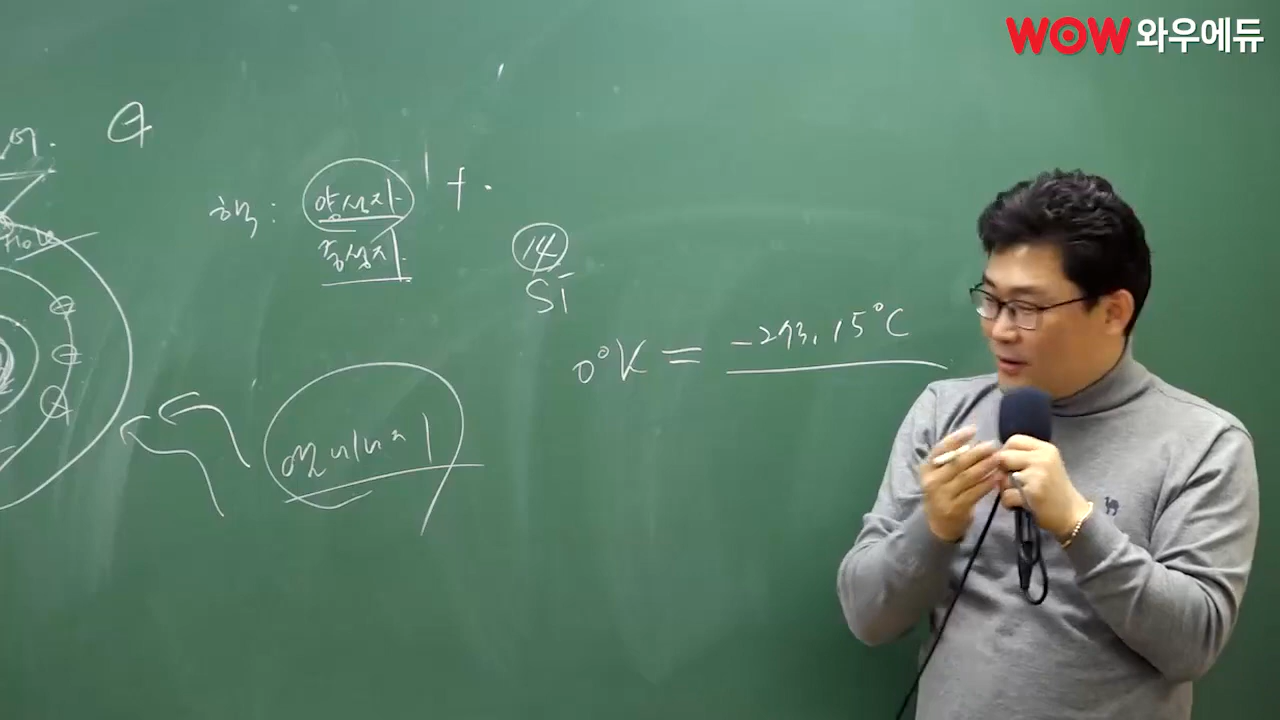 WOW 와우에듀
핵: 양성자 +.
중성자
14
Si
0°K = -273.15°C
Hole
에너지